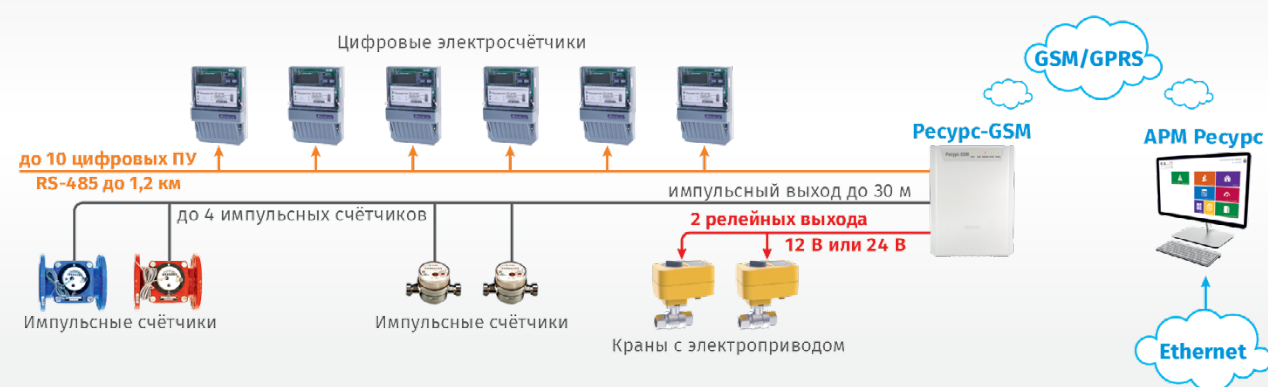 Цифровые электросчётчики
GSM/GPRS
Ресурс-GSM
АРМ Ресурс
до 10 цифровых ПУ
RS-485 до 1,2 км
импульсный выход до 30 м
до 4 импульсных счётчиков
2 релейных выхода
12 В или 24 В
Импульсные счётчики
Импульсные счётчики
Краны с электроприводом
Ethernet
Ресурс-GSM